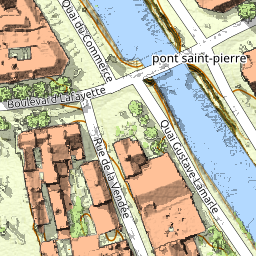 Quai du Commerce
pont saint-pierre
Boulevard Lafayette
Rue de la Vendée
Quai Gustave Lamarle